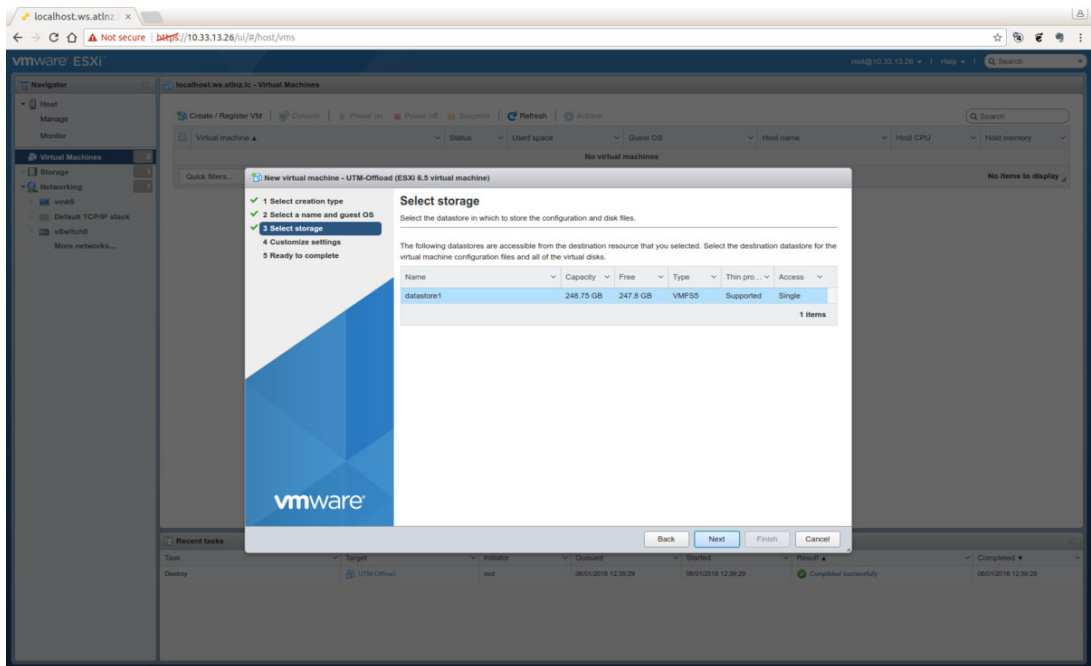 localhost.ws.atlnz.l
Not secure | https://10.33.13.26/ui/#/host/vms
vmware ESXi
root@10.33.13.26 | Help | Search
Navigator
localhost.ws.atlnz.lc - Virtual Machines
Host
Manage
Monitor
Virtual Machines
Storage 1
Networking 1
vmk0
Default TCP/IP stack
vSwitch0
More networks...
Create / Register VM | Console | Power on Power off Suspend | Refresh | Actions
Search
Virtual machine Status Used space Guest OS Host name Host CPU Host memory
No virtual machines
Quick filters...
No items to display
New virtual machine - UTM-Offload (ESXi 6.5 virtual machine)
1 Select creation type
2 Select a name and guest OS
3 Select storage
4 Customize settings
5 Ready to complete
vmware
Select storage
Select the datastore in which to store the configuration and disk files.
The following datastores are accessible from the destination resource that you selected. Select the destination datastore for the
virtual machine configuration files and all of the virtual disks.
Name Capacity Free Type Thin pro... Access
datastore1 248.75 GB 247.8 GB VMFS5 Supported Single
1 items
Back Next Finish Cancel
Recent tasks
Task Target Initiator Queued Started Result Completed
Destroy UTM-Offload root 06/01/2018 12:39:29 06/01/2018 12:39:29 Completed successfully 06/01/2018 12:39:29